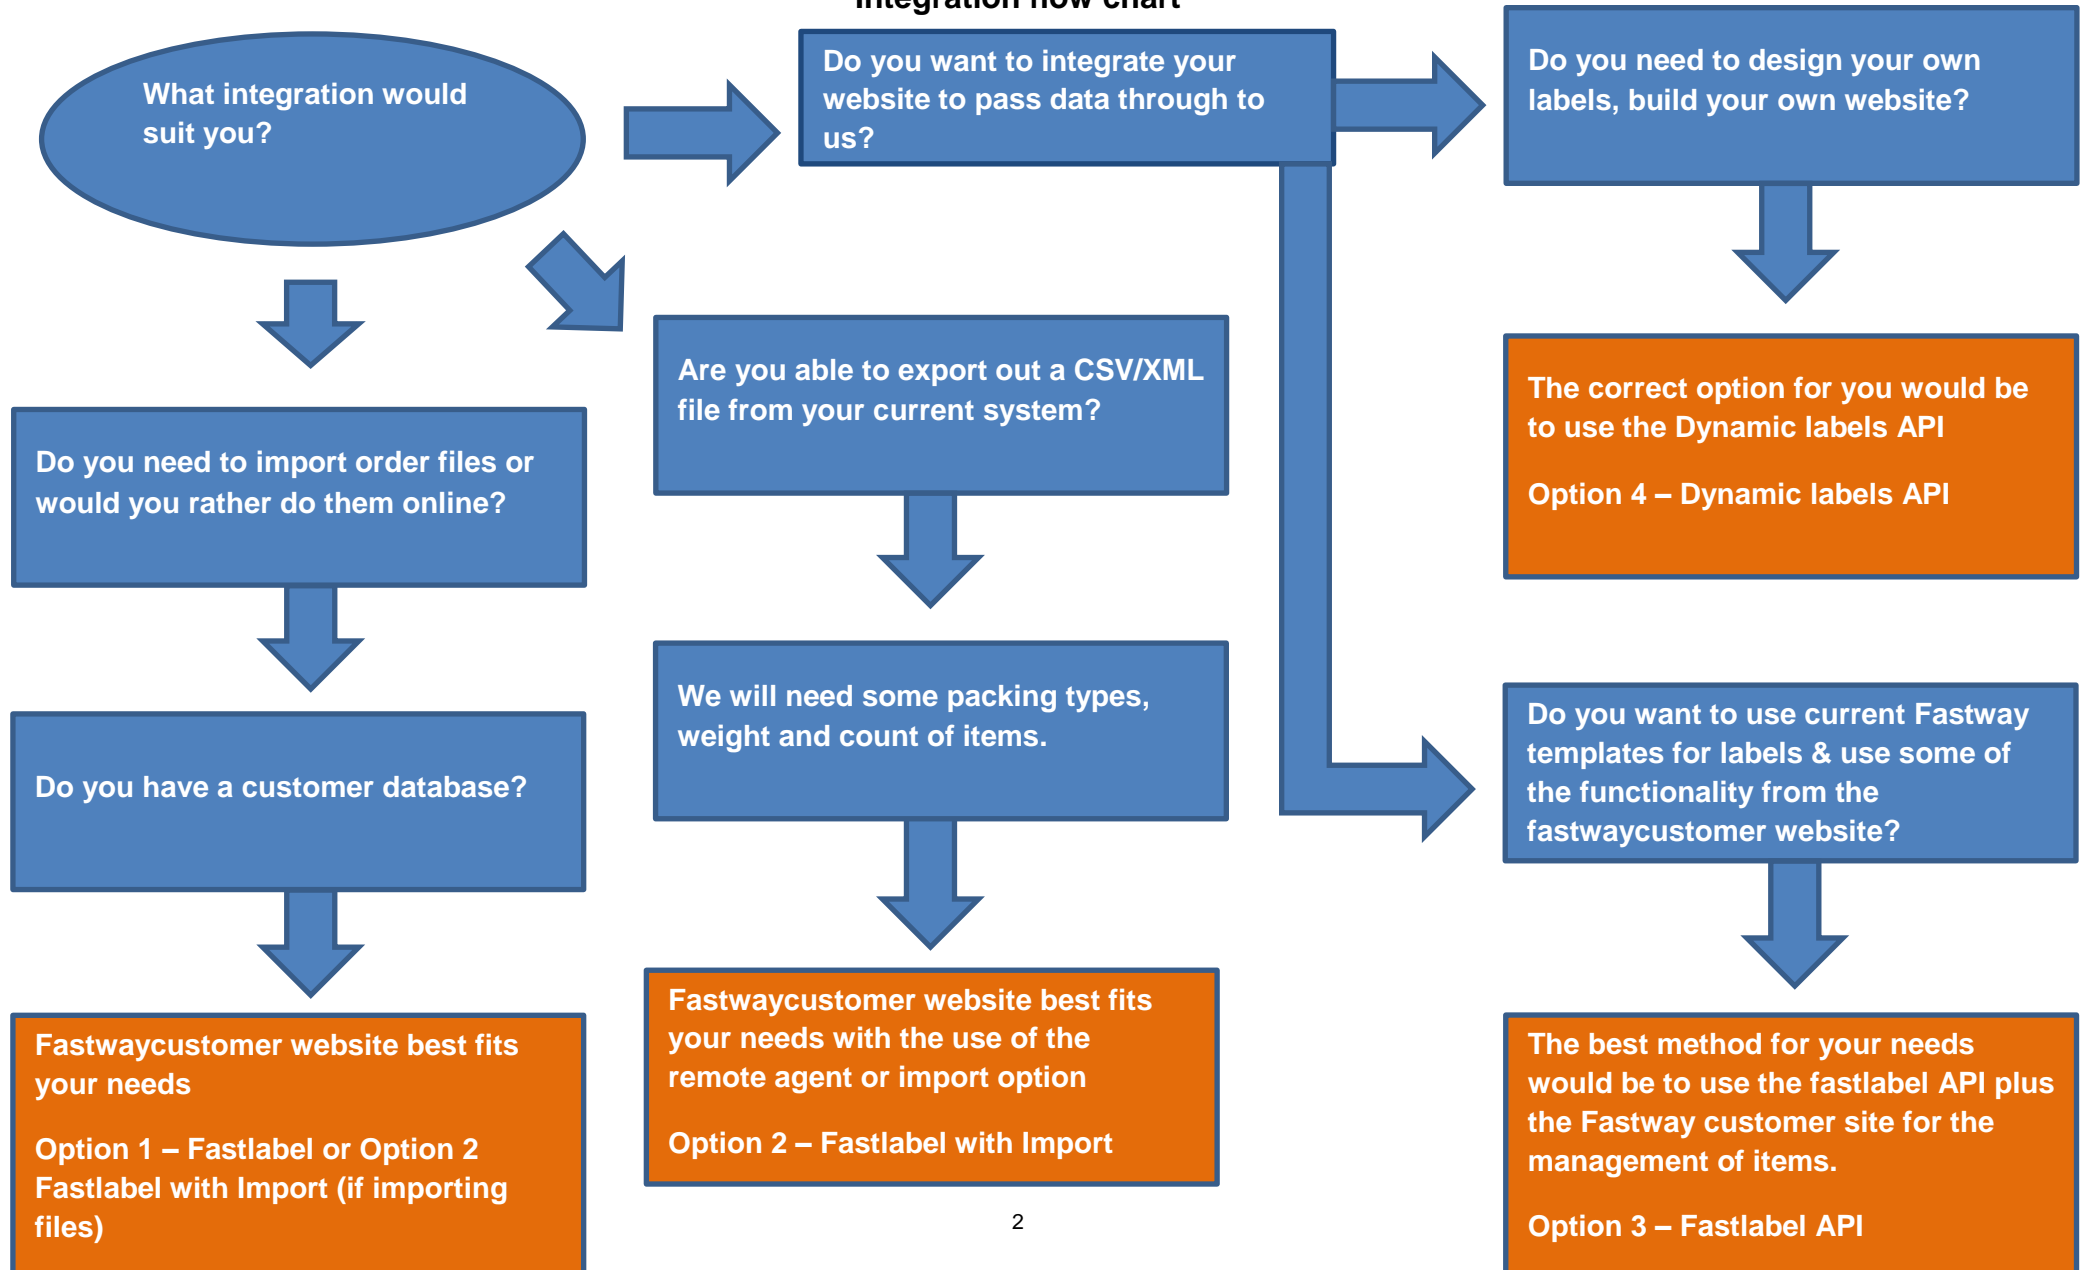 Integration flow chart
What integration would
suit you?
Do you want to integrate your
website to pass data through to
us?
Do you need to design your own
labels, build your own website?
Are you able to export out a CSV/XML
file from your current system?
The correct option for you would be
to use the Dynamic labels API
Option 4 – Dynamic labels API
Do you need to import order files or
would you rather do them online?
We will need some packing types,
weight and count of items.
Do you want to use current Fastway
templates for labels & use some of
the functionality from the
fastwaycustomer website?
Do you have a customer database?
Fastwaycustomer website best fits
your needs with the use of the
remote agent or import option
Option 2 – Fastlabel with Import
Fastwaycustomer website best fits
your needs
Option 1 – Fastlabel or Option 2
Fastlabel with Import (if importing
files)
The best method for your needs
would be to use the fastlabel API plus
the Fastway customer site for the
management of items.
Option 3 – Fastlabel API
2